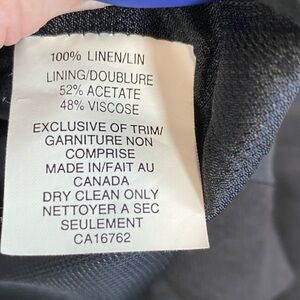 100% LINEN/LIN
LINING/DOUBLURE
52% ACETATE
48% VISCOSE
EXCLUSIVE OF TRIM/
GARNITURE NON
COMPRISE
MADE IN/FAIT AU
CANADA
DRY CLEAN ONLY
NETTOYER A SEC
SEULEMENT
CA16762